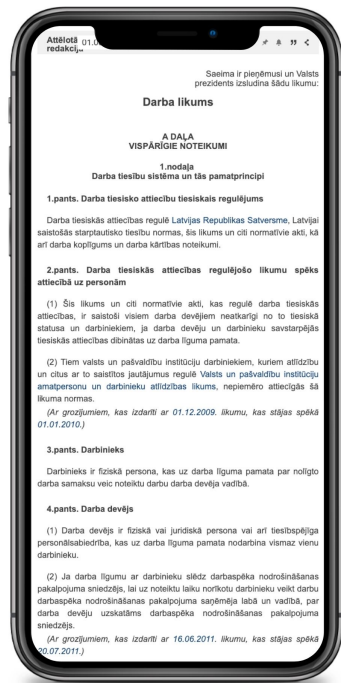 Attēlotā
redakcija 01.0
Saeima ir pieņēmusi un Valsts
prezidents izsludina šādu likumu:
Darba likums
A DAĻA
VISPĀRĪGIE NOTEIKUMI
1.nodaļa
Darba tiesību sistēma un tās pamatprincipi
1.pants. Darba tiesisko attiecību tiesiskais regulējums
Darba tiesiskās attiecības regulē Latvijas Republikas Satversme, Latvijai
saistošās starptautisko tiesību normas, šis likums un citi normatīvie akti, kā
arī darba koplīgums un darba kārtības noteikumi.
2.pants. Darba tiesiskās attiecības regulējošo likumu spēks
attiecībā uz personām
(1) Šis likums un citi normatīvie akti, kas regulē darba tiesiskās
attiecības, ir saistoši visiem darba devējiem neatkarīgi no to tiesiskā
statusa un darbiniekiem, ja darba devēju un darbinieku savstarpējās
tiesiskās attiecības dibinātas uz darba līguma pamata.
(2) Tiem valsts un pašvaldību institūciju darbiniekiem, kuriem atlīdzību
un citus ar to saistītos jautājumus regulē Valsts un pašvaldību institūciju
amatpersonu un darbinieku atlīdzības likums, nepiemēro attiecīgās šā
likuma normas.
(Ar grozījumiem, kas izdarīti ar 01.12.2009. likumu, kas stājas spēkā
01.01.2010.)
3.pants. Darbinieks
Darbinieks ir fiziskā persona, kas uz darba līguma pamata par nolīgto
darba samaksu veic noteiktu darbu darba devēja vadībā.
4.pants. Darba devējs
(1) Darba devējs ir fiziskā vai juridiskā persona vai arī tiesībspējīga
personālsabiedrība, kas uz darba līguma pamata nodarbina vismaz vienu
darbinieku.
(2) Ja darba līgumu ar darbinieku slēdz darbaspēka nodrošināšanas
pakalpojuma sniedzējs, lai uz noteiktu laiku norīkotu darbinieku veikt darbu
darbaspēka nodrošināšanas pakalpojuma saņēmēja labā un vadībā, par
darba devēju uzskatāms darbaspēka nodrošināšanas pakalpojuma
sniedzējs.
(Ar grozījumiem, kas izdarīti ar 16.06.2011. likumu, kas stājas spēkā
20.07.2011.)